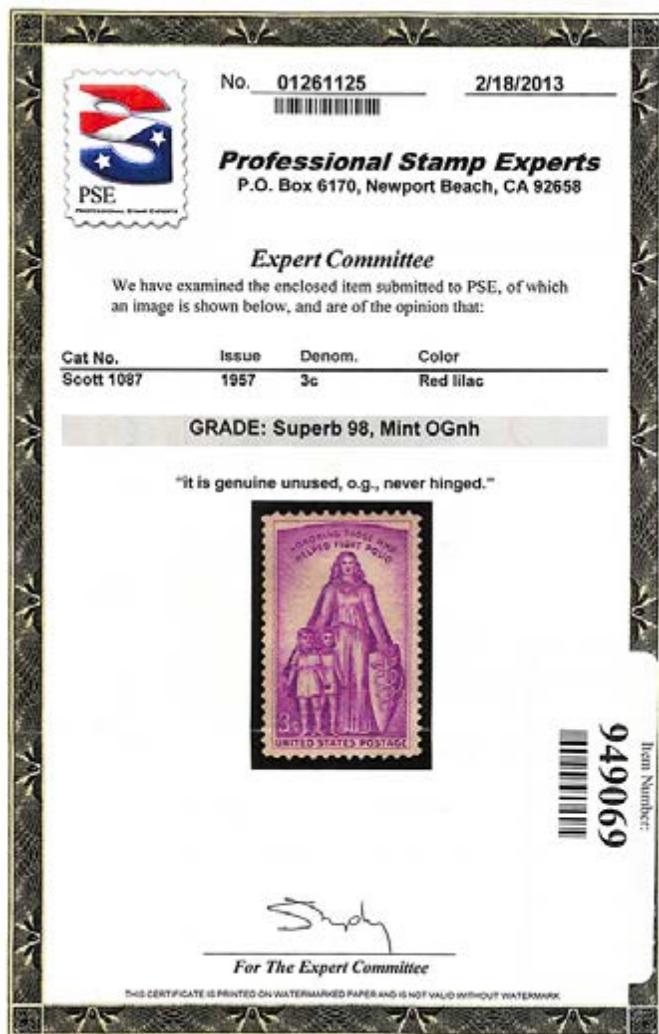 No. 01261125 2/18/2013
PSE
PROFESSIONAL STAMP EXPERTS
Professional Stamp Experts
P.O. Box 6170, Newport Beach, CA 92658
Expert Committee
We have examined the enclosed item submitted to PSE, of which
an image is shown below, and are of the opinion that:
Cat No. Issue Denom. Color
Scott 1087 1957 3c Red lilac
GRADE: Superb 98, Mint OGnh
"it is genuine unused, o.g., never hinged."
HONORING THOSE WHO
HELPED FIGHT POLIO
3c
UNITED STATES POSTAGE
Item Number:
949069
For The Expert Committee
THIS CERTIFICATE IS PRINTED ON WATERMARKED PAPER AND IS NOT VALID WITHOUT WATERMARK